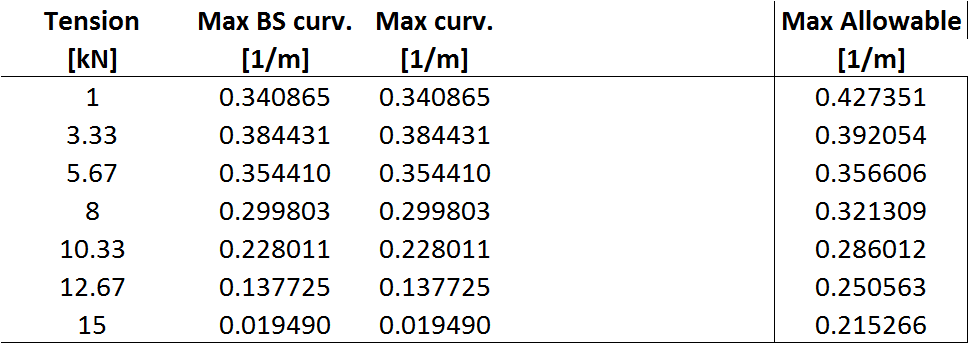 Tension Max BS curv. Max curv. Max Allowable
[kN] [1/m] [1/m] [1/m]
1 0.340865 0.340865 0.427351
3.33 0.384431 0.384431 0.392054
5.67 0.354410 0.354410 0.356606
8 0.299803 0.299803 0.321309
10.33 0.228011 0.228011 0.286012
12.67 0.137725 0.137725 0.250563
15 0.019490 0.019490 0.215266